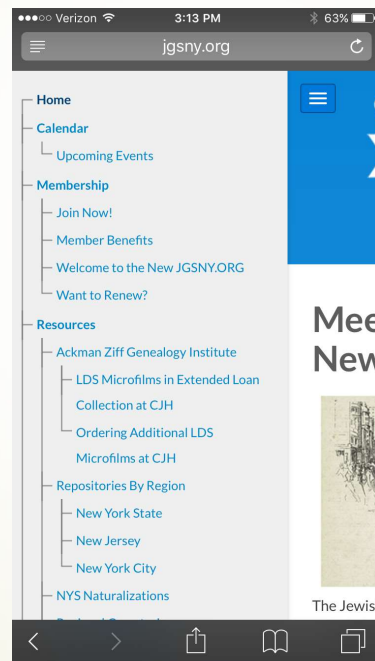 Verizon 3:13 PM 63%
jgsny.org
Home
Calendar
Upcoming Events
Membership
Join Now!
Member Benefits
Welcome to the New JGSNY.ORG
Want to Renew?
Resources
Ackman Ziff Genealogy Institute
LDS Microfilms in Extended Loan
Collection at CJH
Ordering Additional LDS
Microfilms at CJH
Repositories By Region
New York State
New Jersey
New York City
NYS Naturalizations
Mee
New
The Jewis